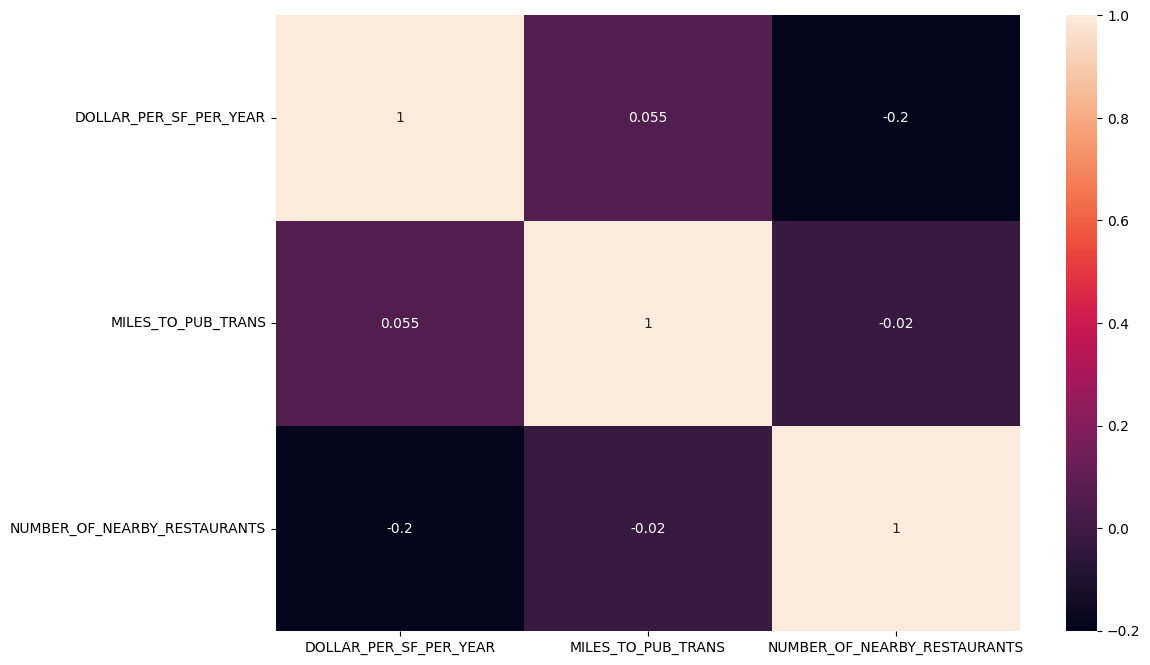 DOLLAR_PER_SF_PER_YEAR
1
0.055
-0.2
MILES_TO_PUB_TRANS
0.055
1
-0.02
NUMBER_OF_NEARBY_RESTAURANTS
-0.2
-0.02
1
DOLLAR_PER_SF_PER_YEAR
MILES_TO_PUB_TRANS
NUMBER_OF_NEARBY_RESTAURANTS
1.0
0.8
0.6
0.4
0.2
0.0
−0.2